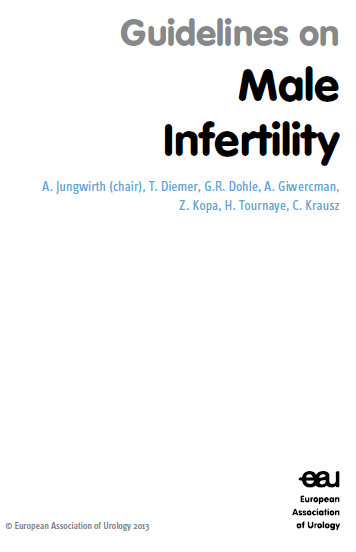 Guidelines on
Male
Infertility
A. Jungwirth (chair), T. Diemer, G.R. Dohle, A. Giwercman,
Z. Kopa, H. Tournaye, C. Krausz
eau
European
Association
of Urology
© European Association of Urology 2013